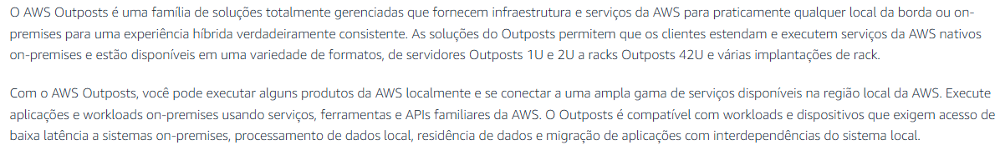 O AWS Outposts é uma família de soluções totalmente gerenciadas que fornecem infraestrutura e serviços da AWS para praticamente qualquer local da borda ou on-
premises para uma experiência híbrida verdadeiramente consistente. As soluções do Outposts permitem que os clientes estendam e executem serviços da AWS nativos
on-premises e estão disponíveis em uma variedade de formatos, de servidores Outposts 1U e 2U a racks Outposts 42U e várias implantações de rack.
Com o AWS Outposts, você pode executar alguns produtos da AWS localmente e se conectar a uma ampla gama de serviços disponíveis na região local da AWS. Execute
aplicações e workloads on-premises usando serviços, ferramentas e APIs familiares da AWS. O Outposts é compatível com workloads e dispositivos que exigem acesso de
baixa latência a sistemas on-premises, processamento de dados local, residência de dados e migração de aplicações com interdependências do sistema local.